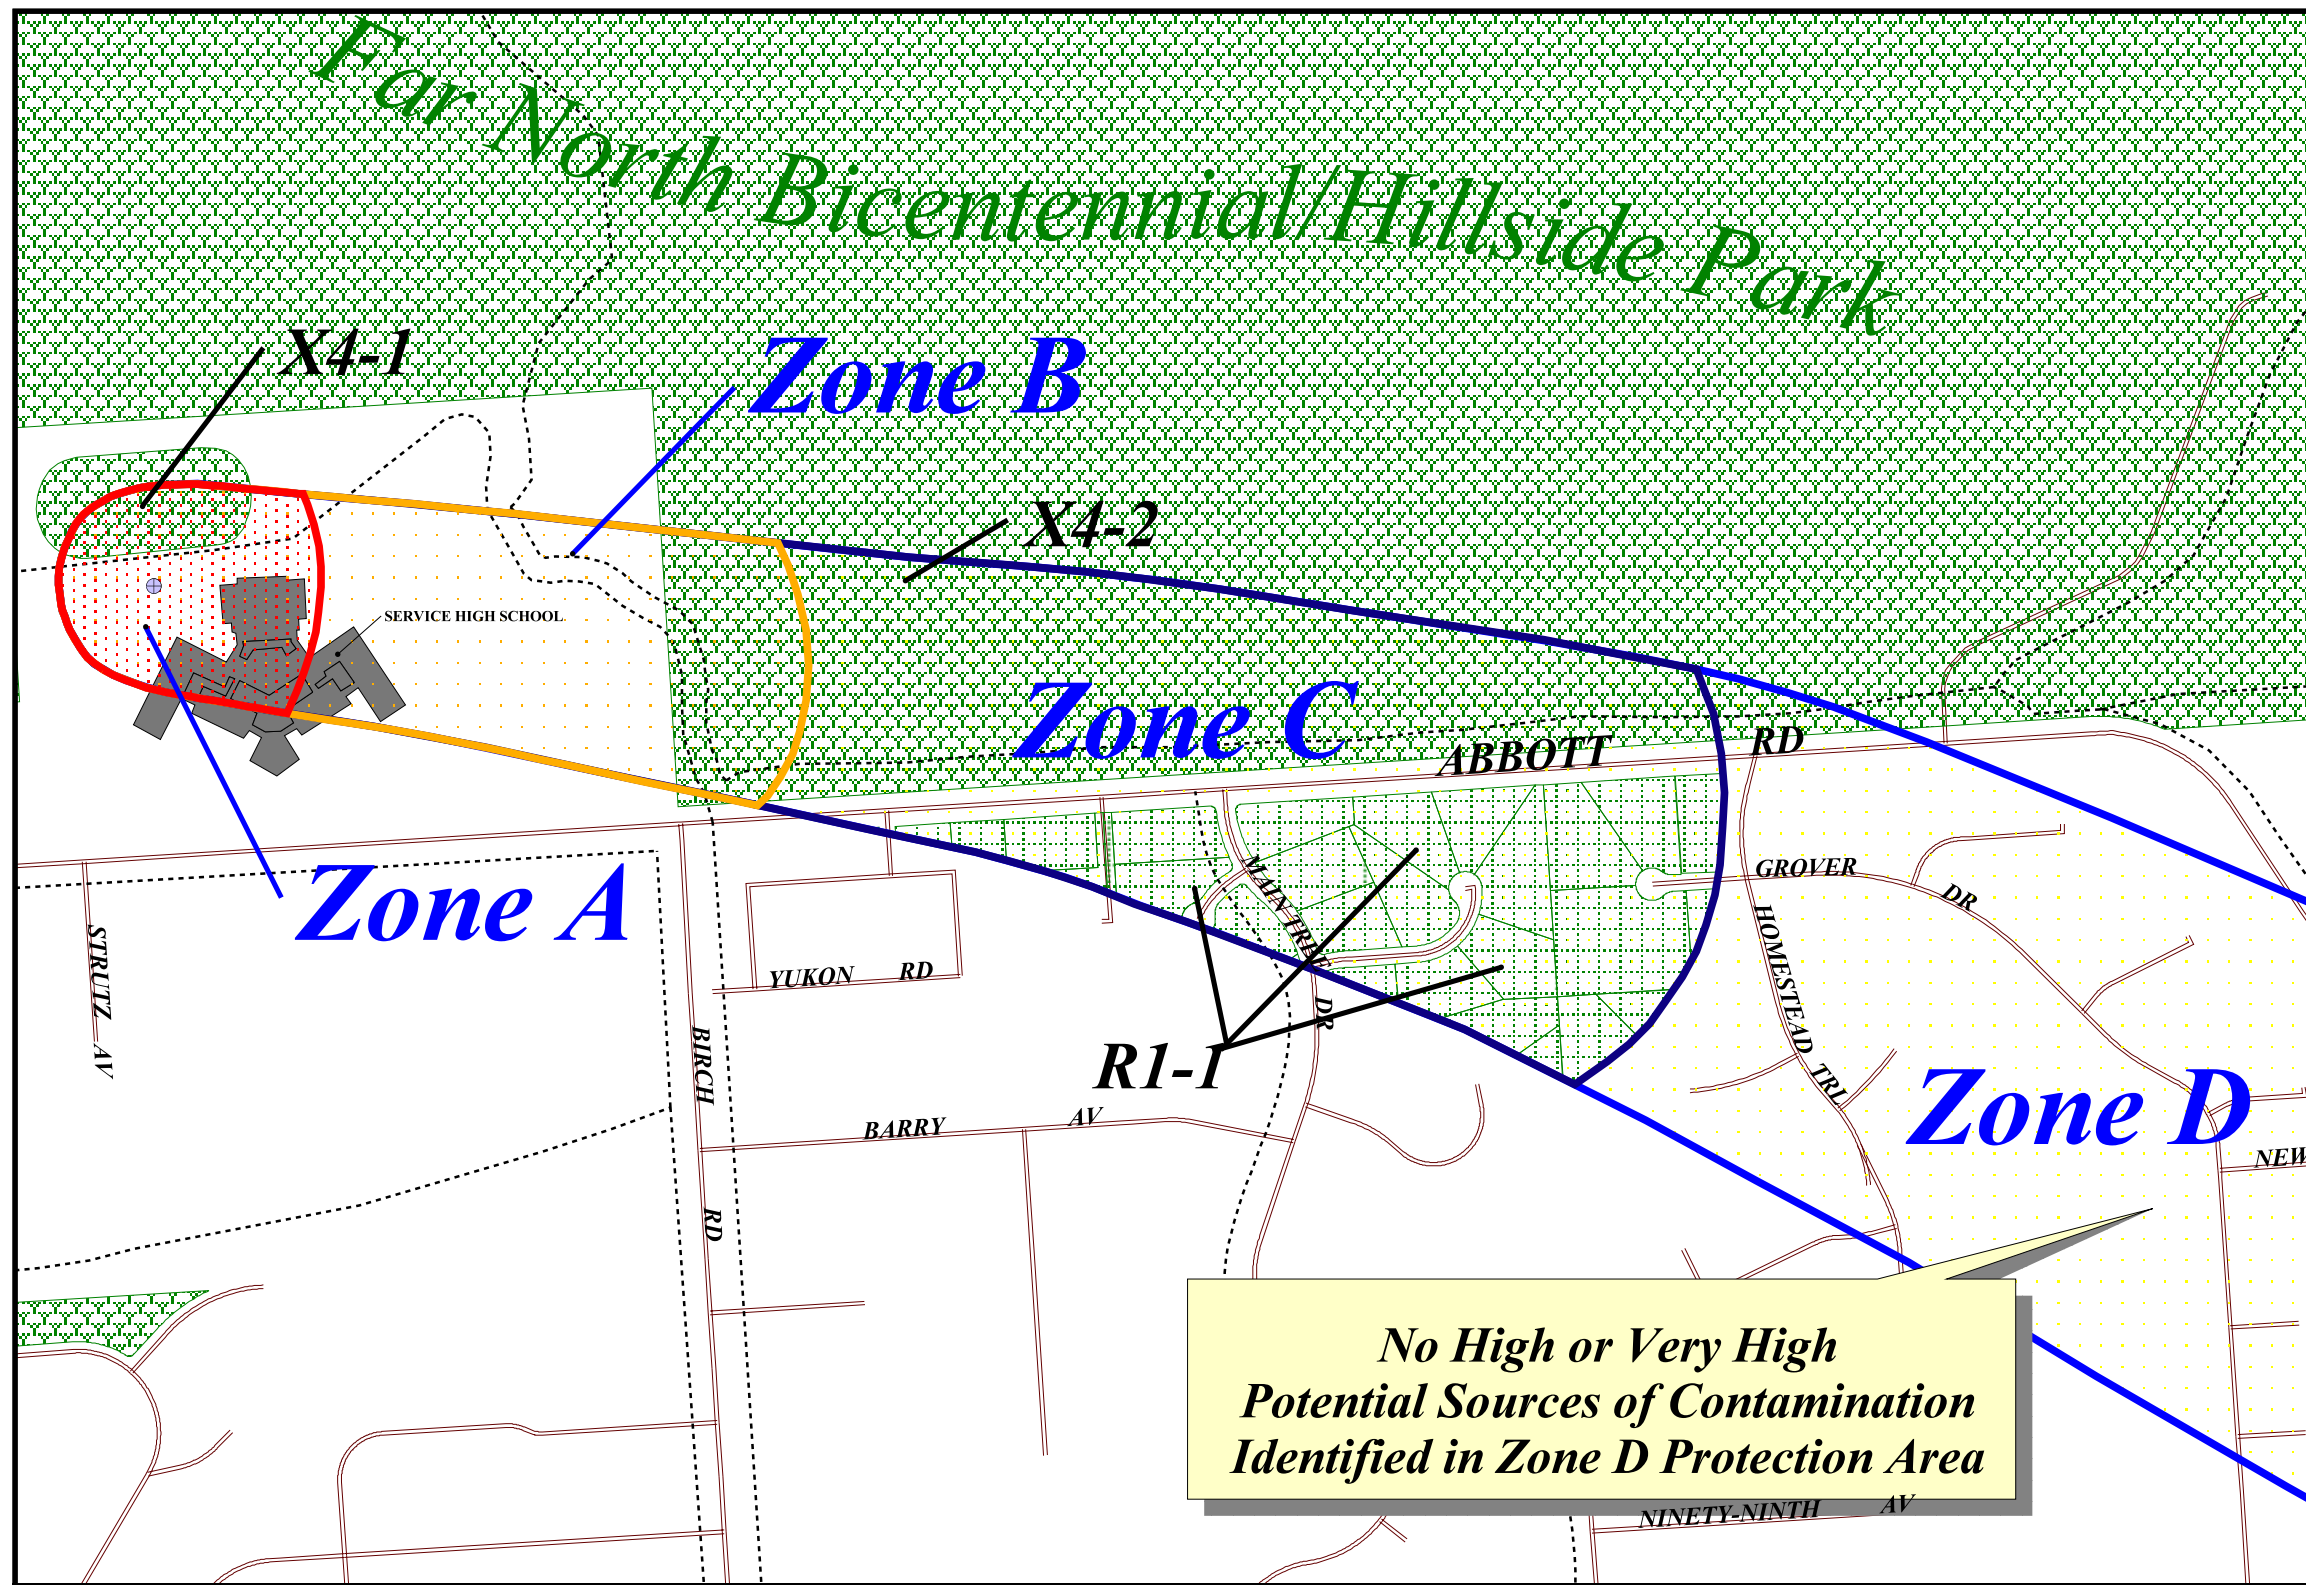 Far North Bicentennial/Hillside Park
X4-1
Zone B
X4-2
SERVICE HIGH SCHOOL
Zone C
ABBOTT RD
Zone A
MAIN TREE DR
GROVER DR
HOMESTEAD TRL
STRUTZ AV
YUKON RD
BIRCH RD
R1-1
Zone D
BARRY AV
NEW
No High or Very High
Potential Sources of Contamination
Identified in Zone D Protection Area
NINETY-NINTH AV